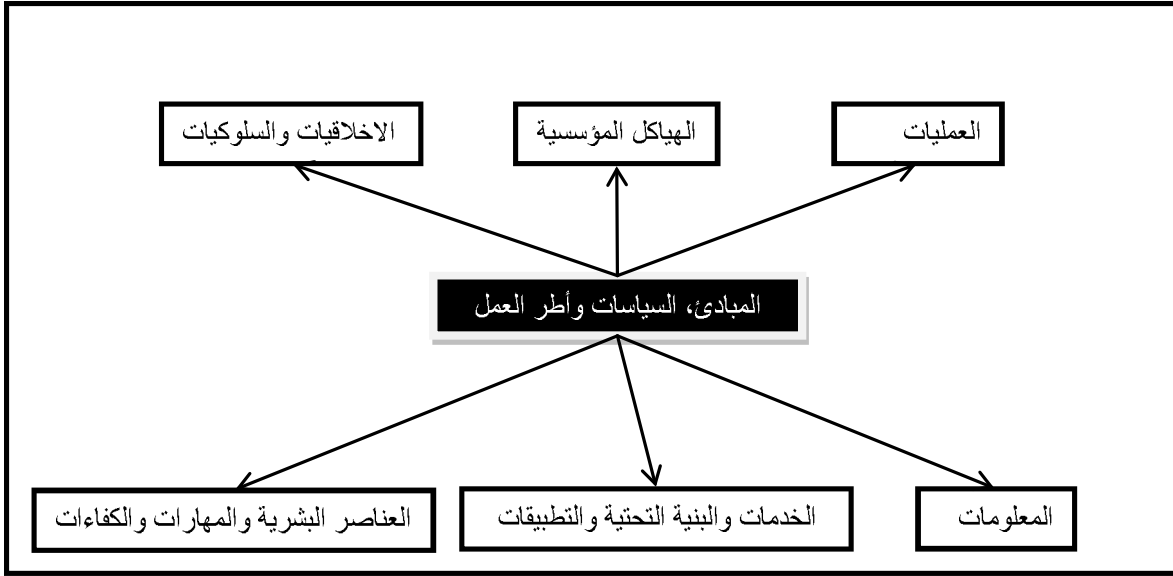 العمليات
الهياكل المؤسسية
الاخلاقيات والسلوكيات
المبادئ، السياسات وأطر العمل
المعلومات
الخدمات والبنية التحتية والتطبيقات
العناصر البشرية والمهارات والكفاءات